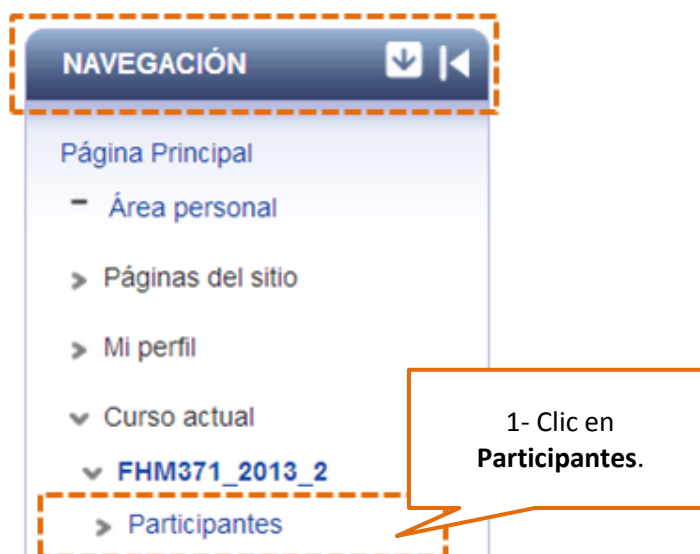 NAVEGACIÓN
Página Principal
Área personal
Páginas del sitio
Mi perfil
Curso actual
FHM371_2013_2
Participantes
1- Clic en
Participantes.